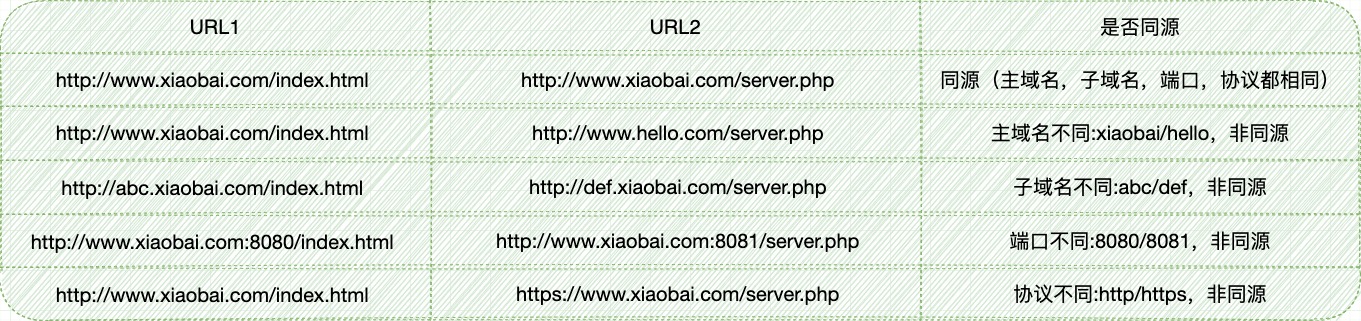 URL1 URL2 是否同源
http://www.xiaobai.com/index.html http://www.xiaobai.com/server.php 同源（主域名，子域名，端口，协议都相同）
http://www.xiaobai.com/index.html http://www.hello.com/server.php 主域名不同:xiaobai/hello，非同源
http://abc.xiaobai.com/index.html http://def.xiaobai.com/server.php 子域名不同:abc/def，非同源
http://www.xiaobai.com:8080/index.html http://www.xiaobai.com:8081/server.php 端口不同:8080/8081，非同源
http://www.xiaobai.com/index.html https://www.xiaobai.com/server.php 协议不同:http/https，非同源